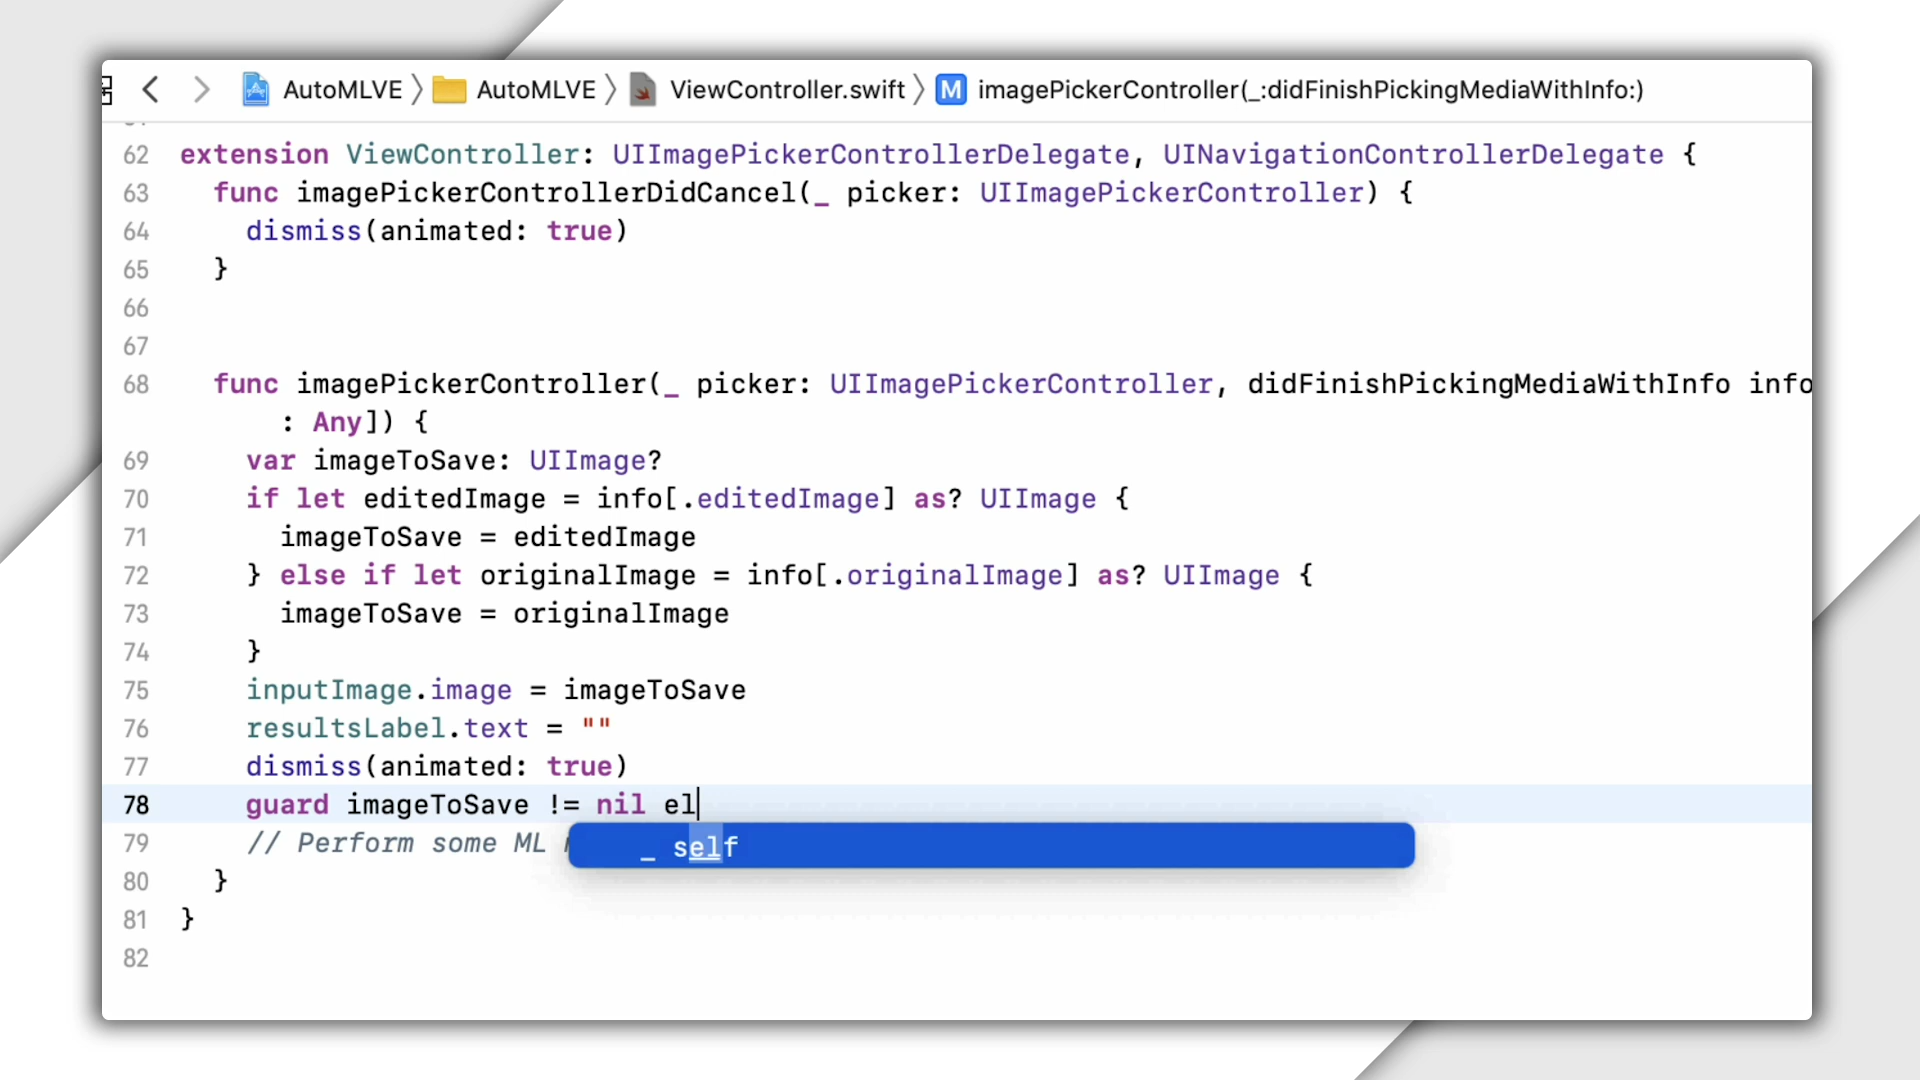 AutoMLVE 〉 AutoMLVE 〉 ViewController.swift 〉 M imagePickerController(_:didFinishPickingMediaWithInfo:)
62 extension ViewController: UIImagePickerControllerDelegate, UINavigationControllerDelegate {
63 func imagePickerControllerDidCancel(_ picker: UIImagePickerController) {
64 dismiss(animated: true)
65 }
66
67
68 func imagePickerController(_ picker: UIImagePickerController, didFinishPickingMediaWithInfo info
: Any]) {
69 var imageToSave: UIImage?
70 if let editedImage = info[.editedImage] as? UIImage {
71 imageToSave = editedImage
72 } else if let originalImage = info[.originalImage] as? UIImage {
73 imageToSave = originalImage
74 }
75 inputImage.image = imageToSave
76 resultsLabel.text = ""
77 dismiss(animated: true)
78 guard imageToSave != nil el
79 // Perform some ML
_ self
80 }
81 }
82